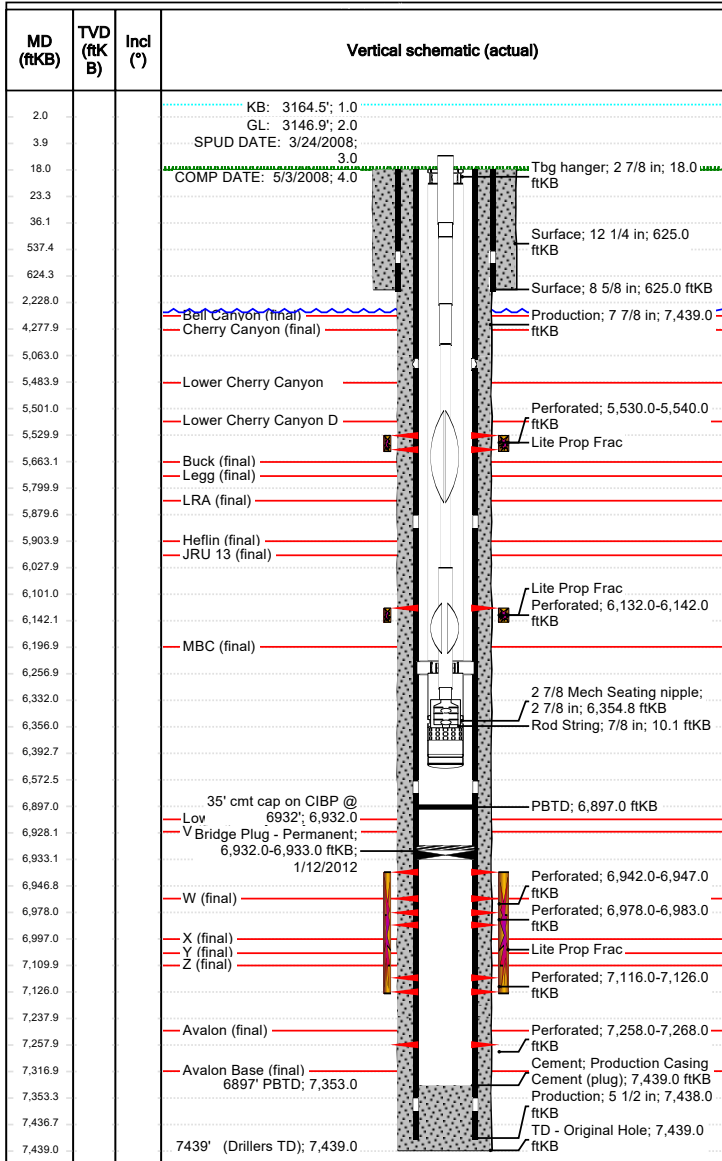 MD
(ftKB)
TVD
(ftK
B)
Incl
(°)
Vertical schematic (actual)
2.0
3.9
18.0
23.3
36.1
537.4
624.3
2,228.0
4,277.9
5,063.0
5,483.9
5,501.0
5,529.9
5,663.1
5,799.9
5,879.6
5,903.9
6,027.9
6,101.0
6,142.1
6,196.9
6,256.9
6,332.0
6,356.0
6,392.7
6,572.5
6,897.0
6,928.1
6,933.1
6,946.8
6,978.0
6,997.0
7,109.9
7,126.0
7,237.9
7,257.9
7,316.9
7,353.3
7,436.7
7,439.0
KB: 3164.5'; 1.0
GL: 3146.9'; 2.0
SPUD DATE: 3/24/2008;
3.0
COMP DATE: 5/3/2008; 4.0
Bell Canyon (final)
Cherry Canyon (final)
Lower Cherry Canyon
Lower Cherry Canyon D
Buck (final)
Legg (final)
LRA (final)
Heflin (final)
JRU 13 (final)
MBC (final)
35' cmt cap on CIBP @
6932'; 6,932.0
V
Bridge Plug - Permanent;
6,932.0-6,933.0 ftKB;
1/12/2012
W (final)
X (final)
Y (final)
Z (final)
Avalon (final)
Avalon Base (final)
6897' PBTD; 7,353.0
7439' (Drillers TD); 7,439.0
Tbg hanger; 2 7/8 in; 18.0
ftKB
Surface; 12 1/4 in; 625.0
ftKB
Surface; 8 5/8 in; 625.0 ftKB
Production; 7 7/8 in; 7,439.0
ftKB
Perforated; 5,530.0-5,540.0
ftKB
Lite Prop Frac
Lite Prop Frac
Perforated; 6,132.0-6,142.0
ftKB
2 7/8 Mech Seating nipple;
2 7/8 in; 6,354.8 ftKB
Rod String; 7/8 in; 10.1 ftKB
PBTD; 6,897.0 ftKB
Perforated; 6,942.0-6,947.0
ftKB
Perforated; 6,978.0-6,983.0
ftKB
Lite Prop Frac
Perforated; 7,116.0-7,126.0
ftKB
Perforated; 7,258.0-7,268.0
ftKB
Cement; Production Casing
Cement (plug); 7,439.0 ftKB
Production; 5 1/2 in; 7,438.0
ftKB
TD - Original Hole; 7,439.0
ftKB